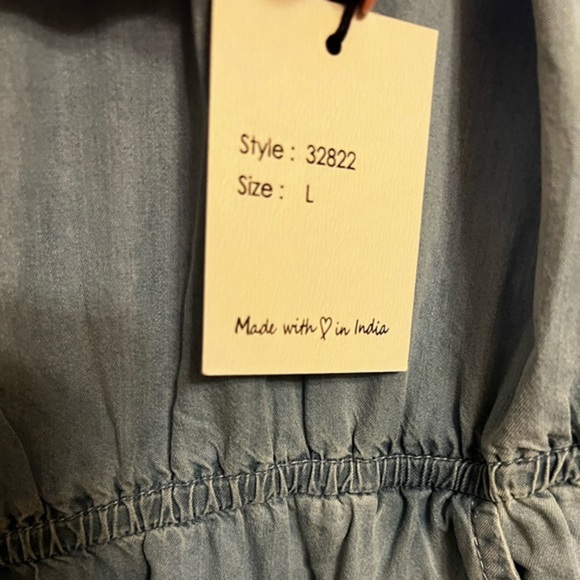 Style : 32822
Size : L
Made with ♡ in India